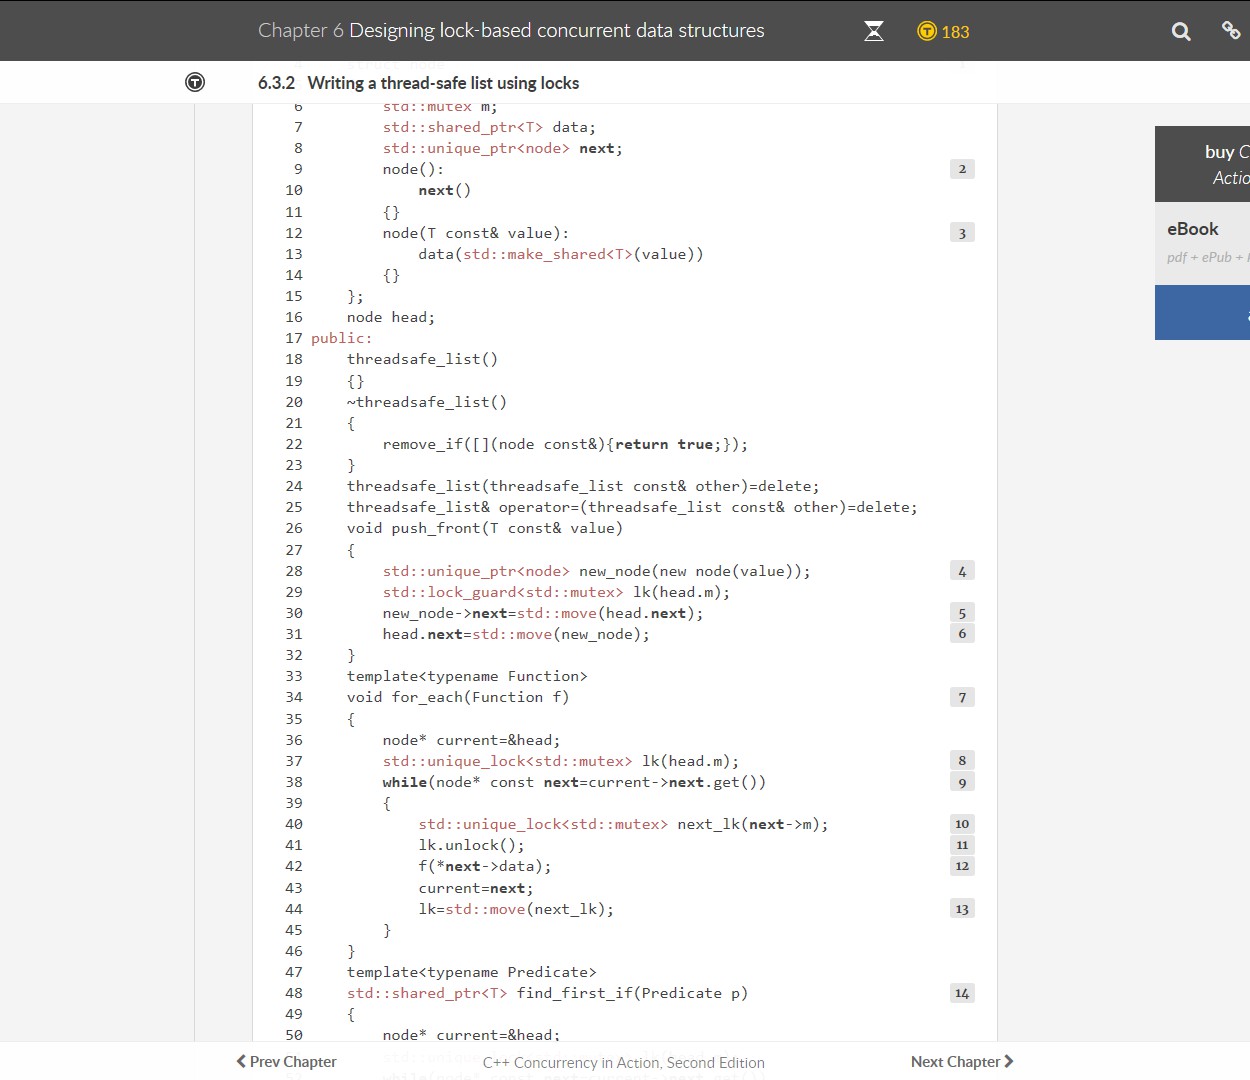 Chapter 6 Designing lock-based concurrent data structures
183
6.3.2 Writing a thread-safe list using locks
6 std::mutex m;
7 std::shared_ptr<T> data;
8 std::unique_ptr<node> next;
9 node(): 2
10 next()
11 {}
12 node(T const& value): 3
13 data(std::make_shared<T>(value))
14 {}
15 };
16 node head;
17 public:
18 threadsafe_list()
19 {}
20 ~threadsafe_list()
21 {
22 remove_if([](node const&){return true;});
23 }
24 threadsafe_list(threadsafe_list const& other)=delete;
25 threadsafe_list& operator=(threadsafe_list const& other)=delete;
26 void push_front(T const& value)
27 {
28 std::unique_ptr<node> new_node(new node(value)); 4
29 std::lock_guard<std::mutex> lk(head.m);
30 new_node->next=std::move(head.next); 5
31 head.next=std::move(new_node); 6
32 }
33 template<typename Function>
34 void for_each(Function f) 7
35 {
36 node* current=&head;
37 std::unique_lock<std::mutex> lk(head.m); 8
38 while(node* const next=current->next.get()) 9
39 {
40 std::unique_lock<std::mutex> next_lk(next->m); 10
41 lk.unlock(); 11
42 f(*next->data); 12
43 current=next;
44 lk=std::move(next_lk); 13
45 }
46 }
47 template<typename Predicate>
48 std::shared_ptr<T> find_first_if(Predicate p) 14
49 {
50 node* current=&head;
buy C
Actio
eBook
pdf + ePub +
Prev Chapter
C++ Concurrency in Action, Second Edition
Next Chapter